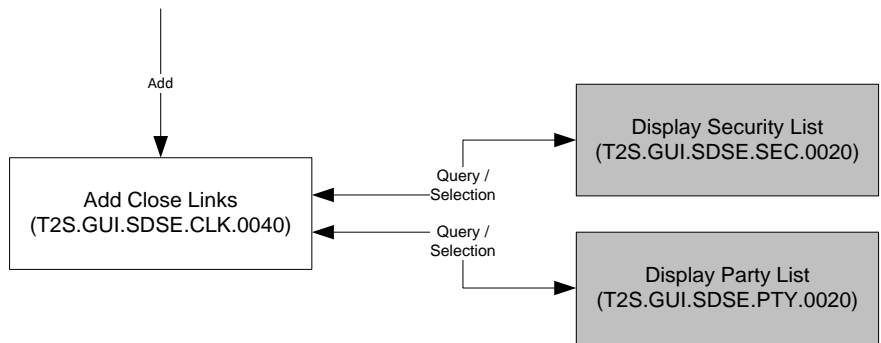 Add
Display Security List
(T2S.GUI.SDSE.SEC.0020)
Add Close Links
(T2S.GUI.SDSE.CLK.0040)
Query /
Selection
Query /
Selection
Display Party List
(T2S.GUI.SDSE.PTY.0020)